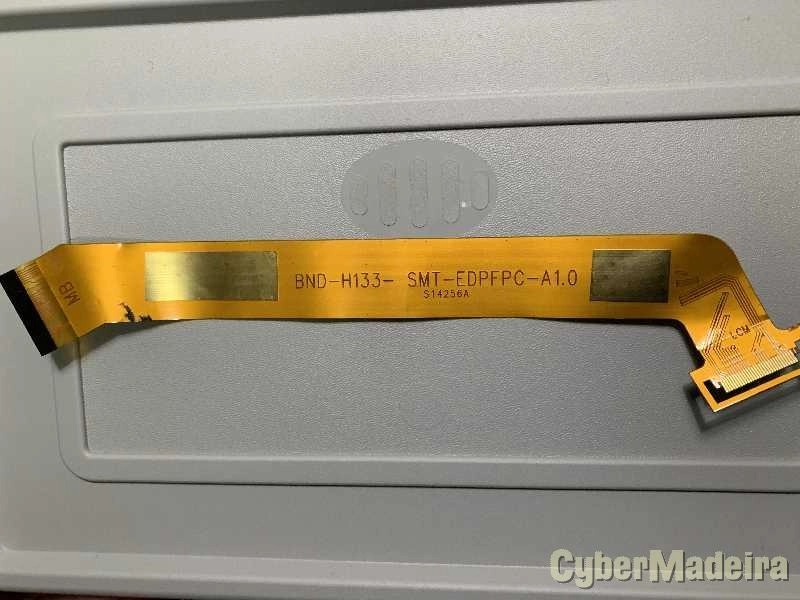 BND-H133- SMT-EDPFPC-A1.0
S14256A
MB
LCM
CyberMadeira